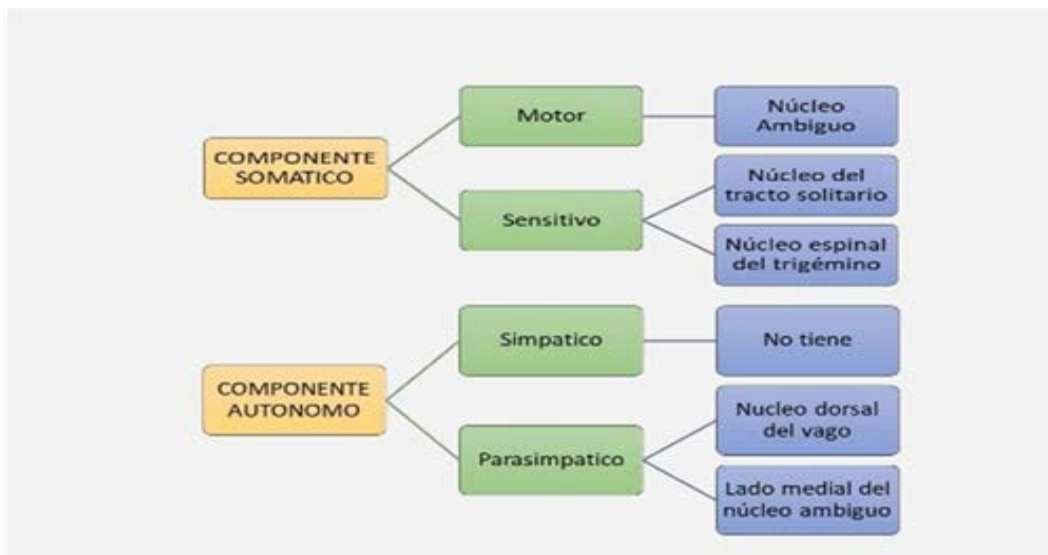 COMPONENTE
SOMATICO
Motor
Núcleo
Ambiguo
Sensitivo
Núcleo del
tracto solitario
Núcleo espinal
del trigémino
COMPONENTE
AUTONOMO
Simpatico
No tiene
Parasimpatico
Nucleo dorsal
del vago
Lado medial del
núcleo ambiguo